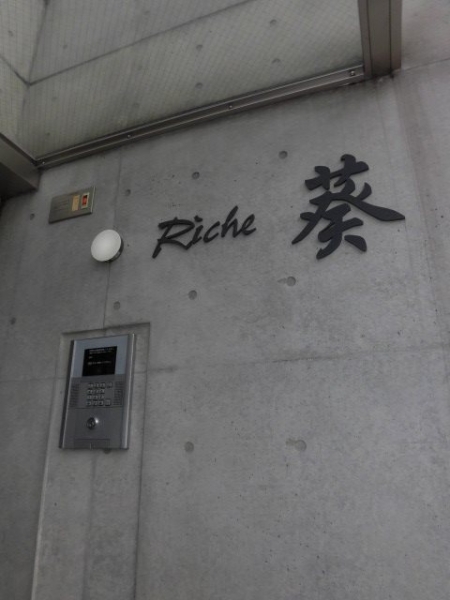 Riche 葵